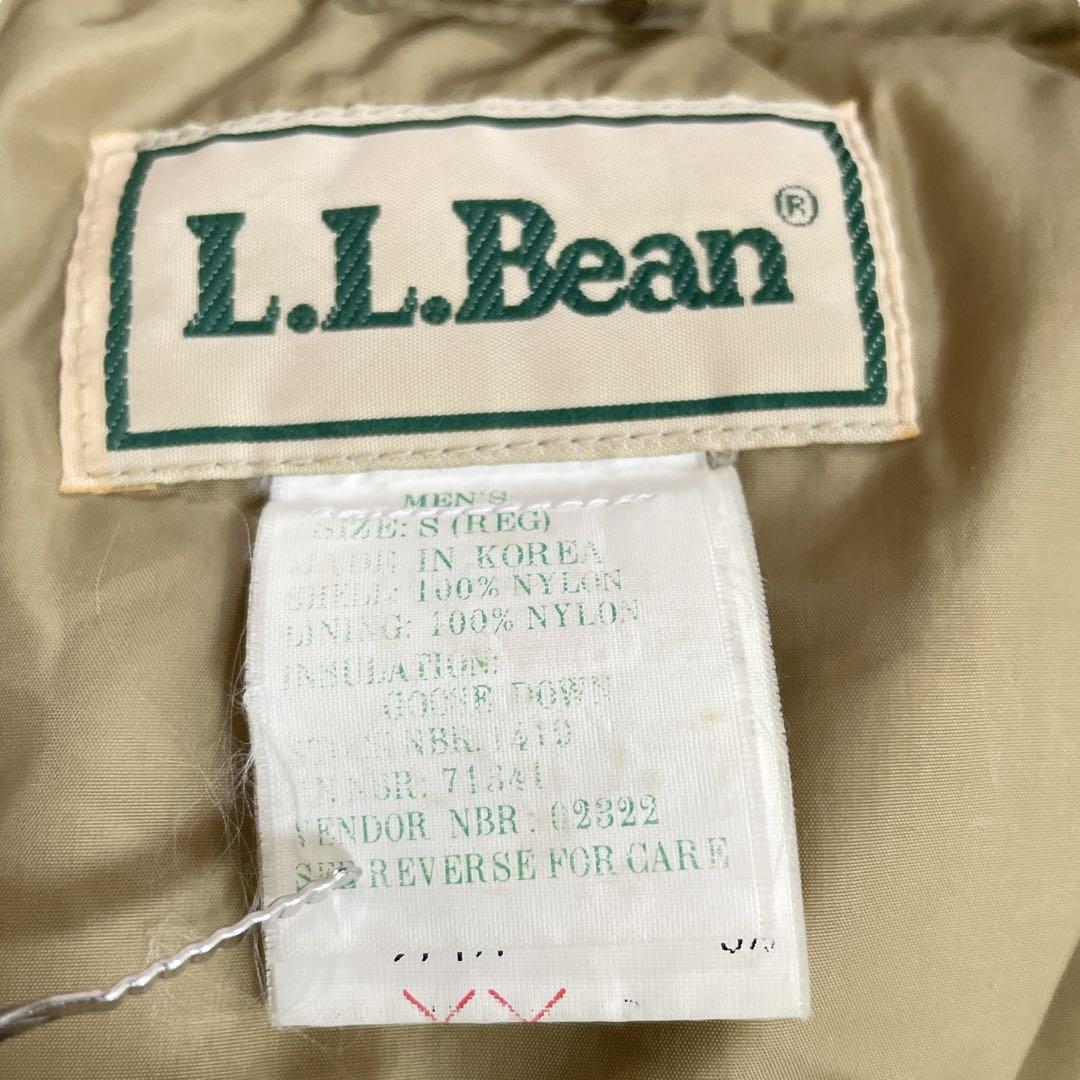 L.L.Bean®
MEN'S
SIZE: S (REG)
MADE IN KOREA
SHELL: 100% NYLON
LINING: 100% NYLON
INSULATION:
GOOSE DOWN
NBR. 1419
VENDOR NBR: 02322
SEE REVERSE FOR CARE